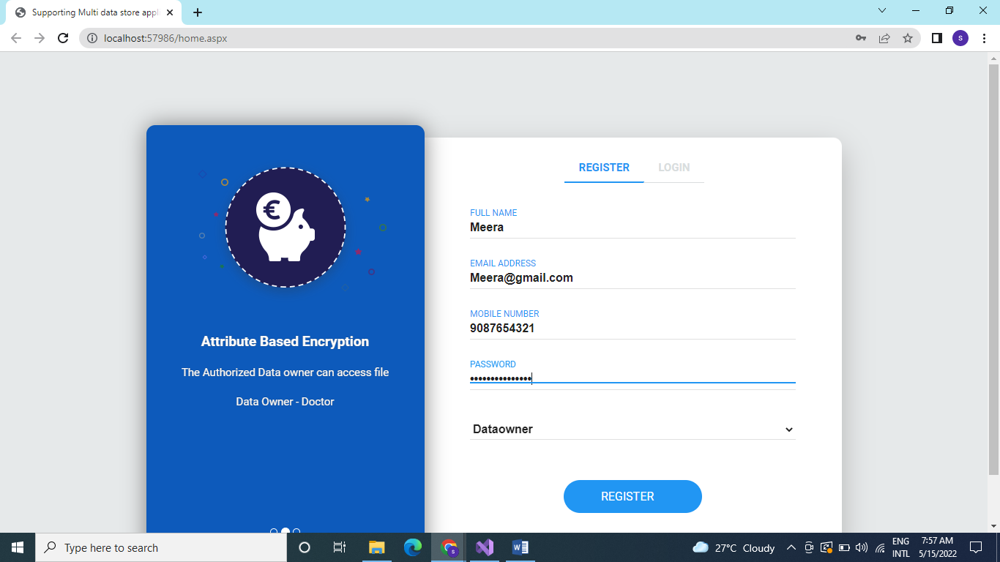 Supporting Multi data store appl
localhost:57986/home.aspx
S
REGISTER LOGIN
FULL NAME
Meera
EMAIL ADDRESS
Meera@gmail.com
MOBILE NUMBER
9087654321
PASSWORD
•••••••••••••••
Dataowner
REGISTER
€
Attribute Based Encryption
The Authorized Data owner can access file
Data Owner - Doctor
Type here to search
S
W
27°C Cloudy
ENG
INTL
7:57 AM
5/15/2022